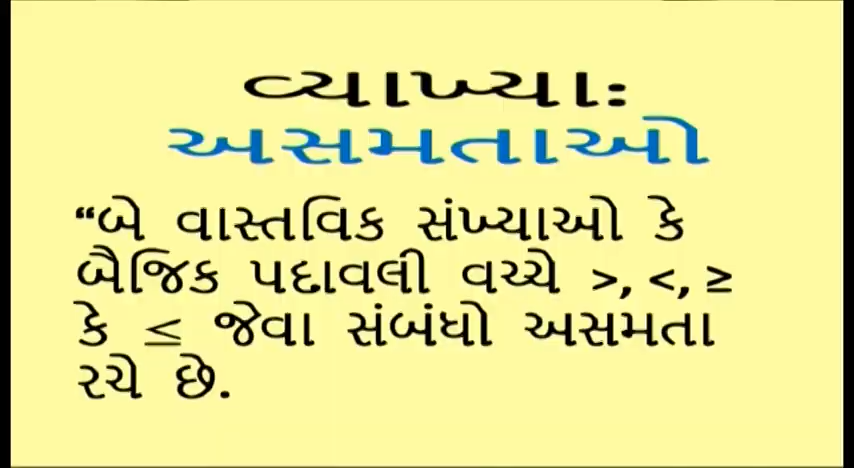 વ્યાખ્યાઃ
અસમતાઓ
“બે વાસ્તવિક સંખ્યાઓ કે
બૈજિક પદાવલી વચ્ચે >, <, ≥
કે ≤ જેવા સંબંધો અસમતા
રચે છે.